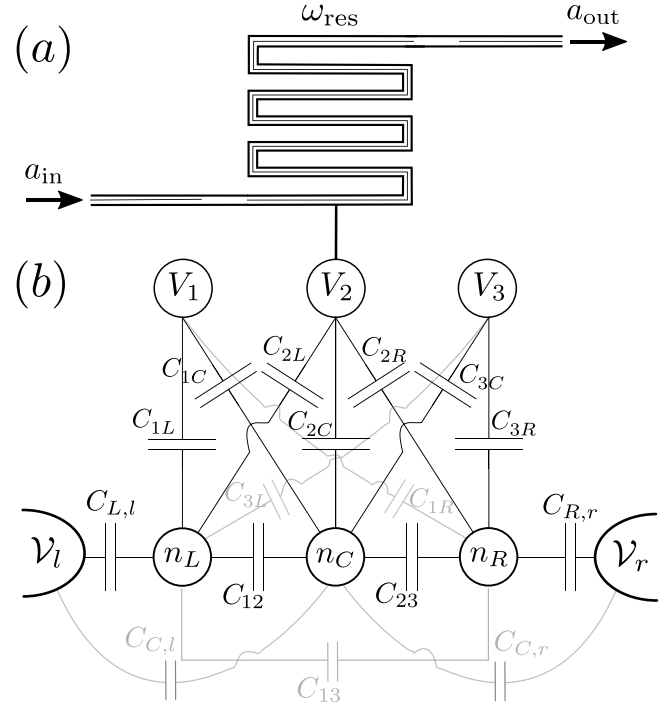 (a)
ω_res
a_out
a_in
(b)
V_1 V_2 V_3
C_1C C_2L C_2R C_3C
C_1L C_2C C_3R
C_3L C_1R
C_L,l C_R,r
𝒱_l n_L n_C n_R 𝒱_r
C_12 C_23
C_C,l C_C,r
C_13